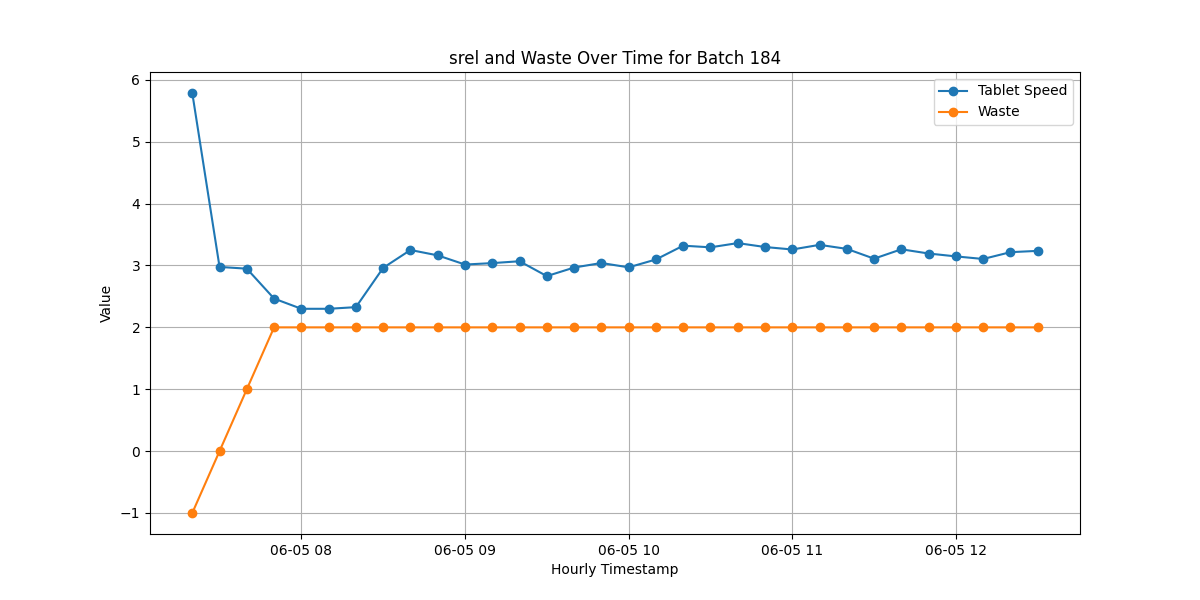 srel and Waste Over Time for Batch 184
Tablet Speed
Waste
6
5
4
3
2
1
0
−1
Value
06-05 08
06-05 09
06-05 10
06-05 11
06-05 12
Hourly Timestamp